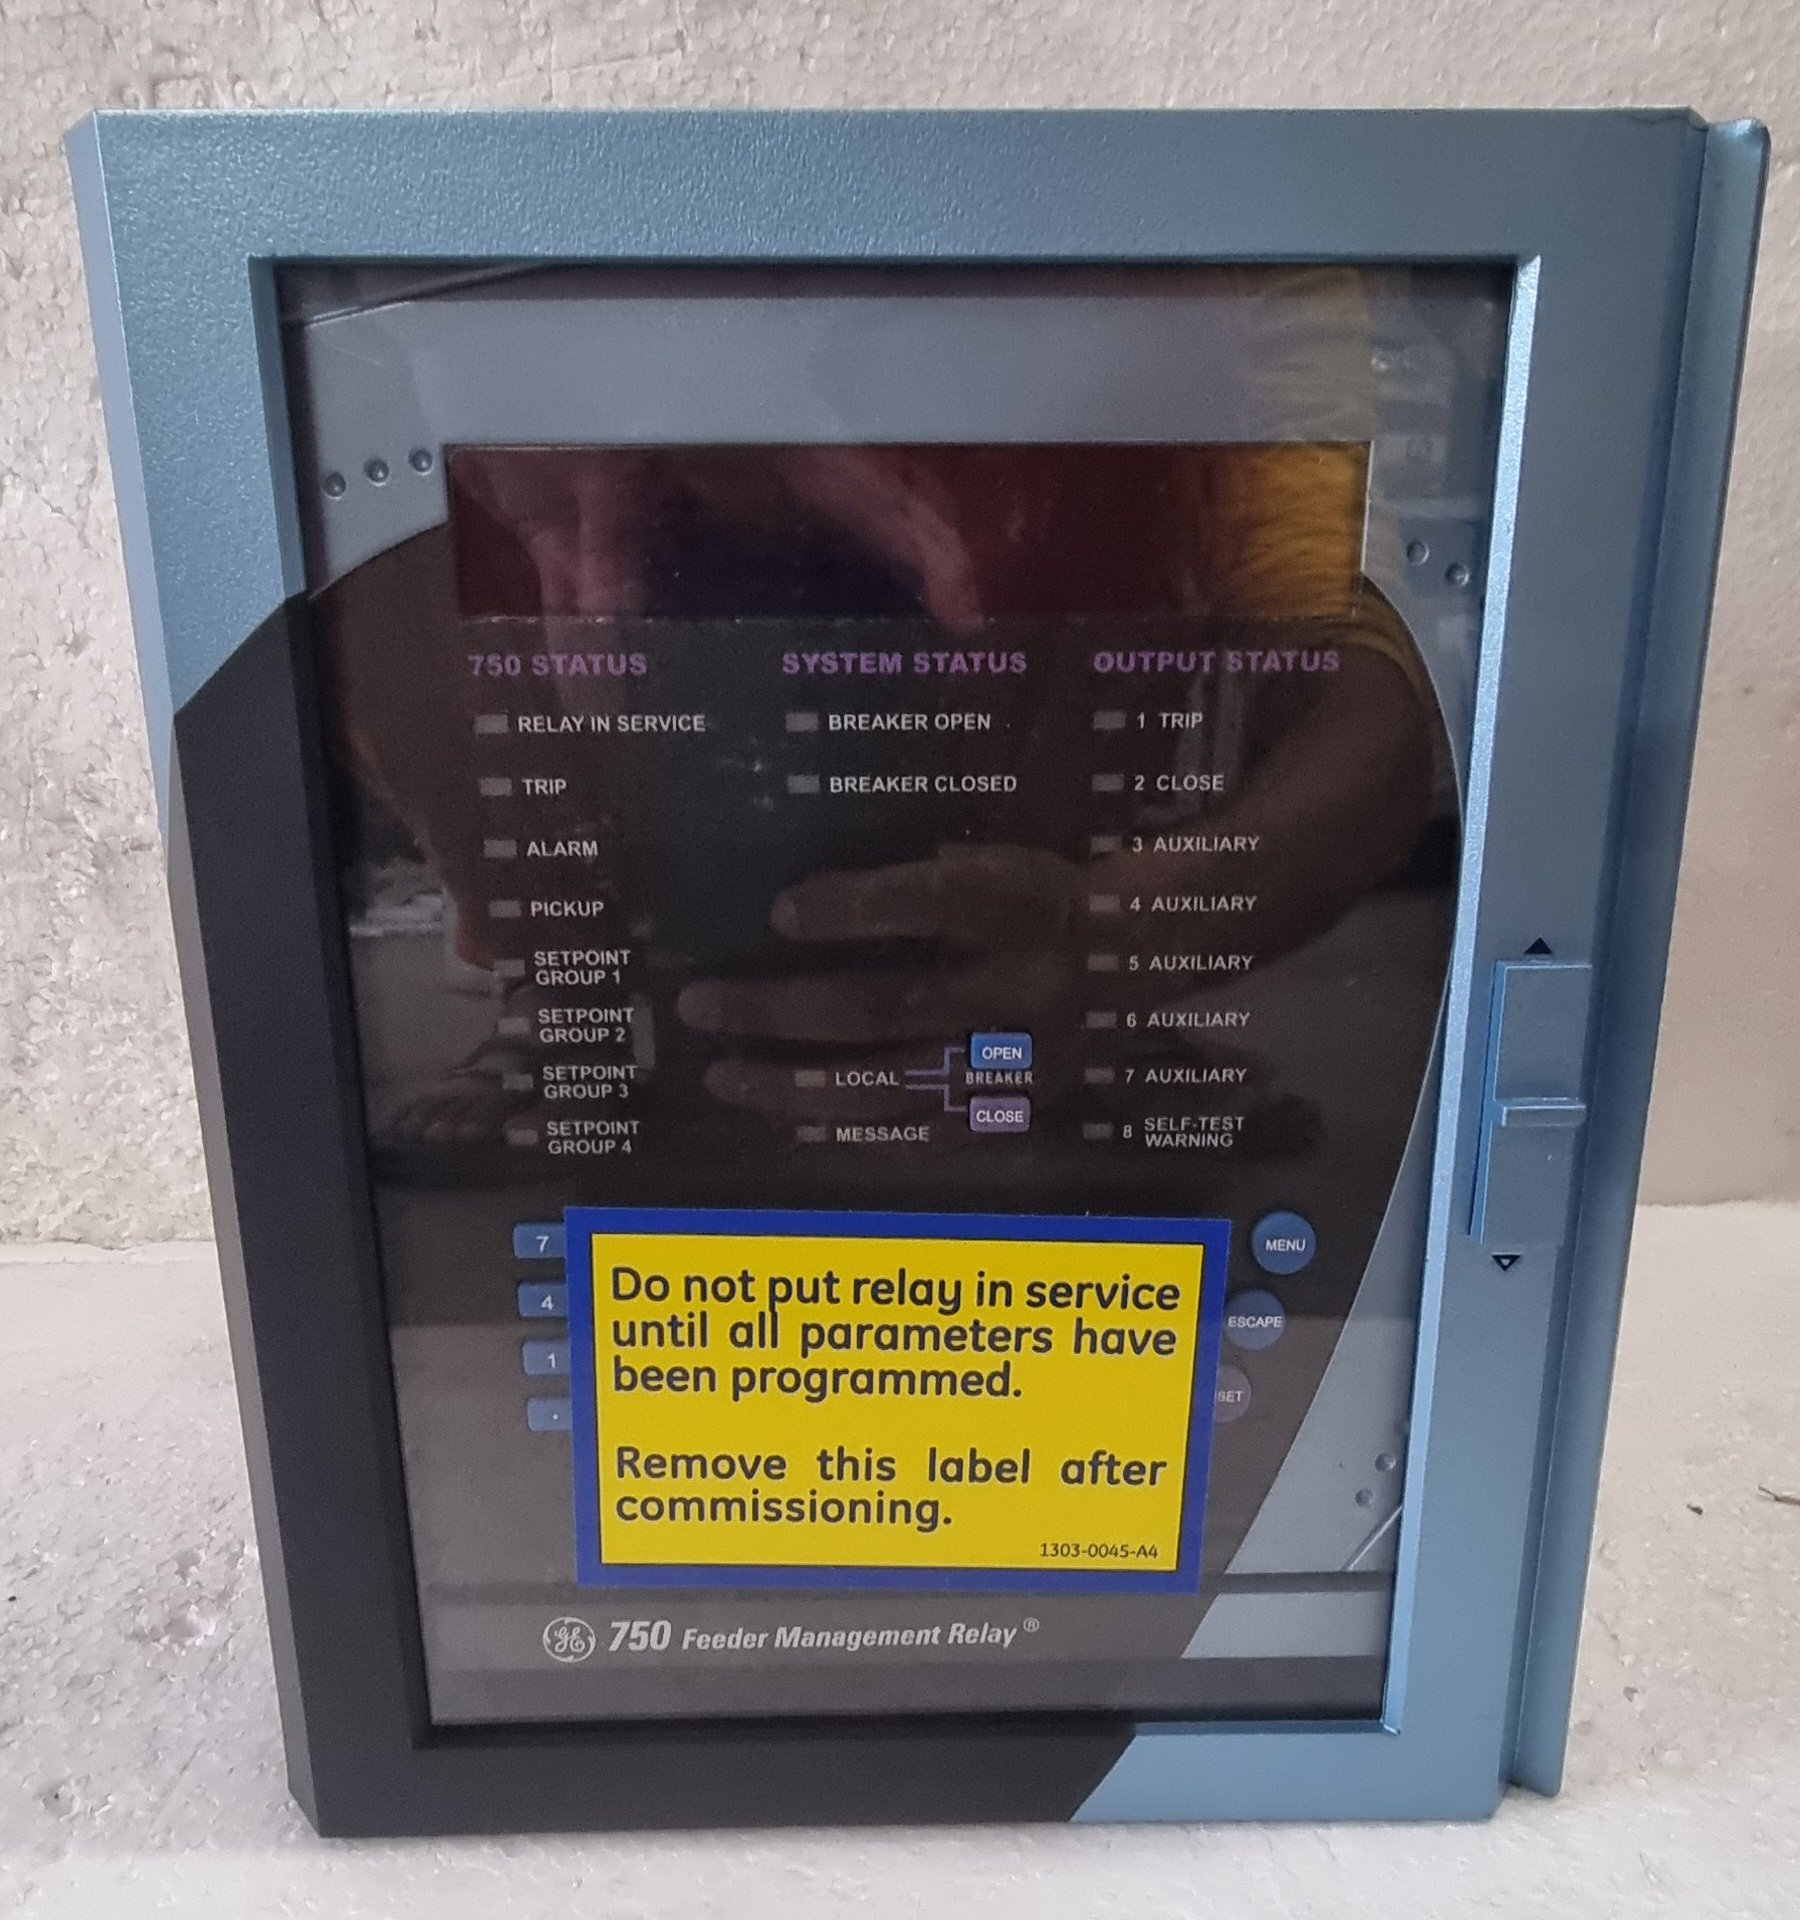 750 STATUS
SYSTEM STATUS
OUTPUT STATUS
RELAY IN SERVICE
TRIP
ALARM
PICKUP
SETPOINT
GROUP 1
SETPOINT
GROUP 2
SETPOINT
GROUP 3
SETPOINT
GROUP 4
BREAKER OPEN
BREAKER CLOSED
LOCAL
OPEN
BREAKER
CLOSE
MESSAGE
1 TRIP
2 CLOSE
3 AUXILIARY
4 AUXILIARY
5 AUXILIARY
6 AUXILIARY
7 AUXILIARY
8 SELF-TEST
WARNING
7
4
1
.
MENU
ESCAPE
SET
Do not put relay in service
until all parameters have
been programmed.
Remove this label after
commissioning.
1303-0045-A4
GE 750 Feeder Management Relay®